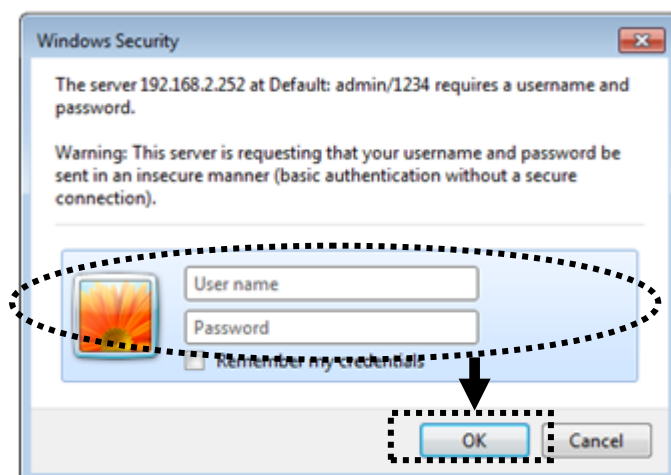 Windows Security
The server 192.168.2.252 at Default: admin/1234 requires a username and
password.
Warning: This server is requesting that your username and password be
sent in an insecure manner (basic authentication without a secure
connection).
User name
Password
Remember my credentials
OK
Cancel